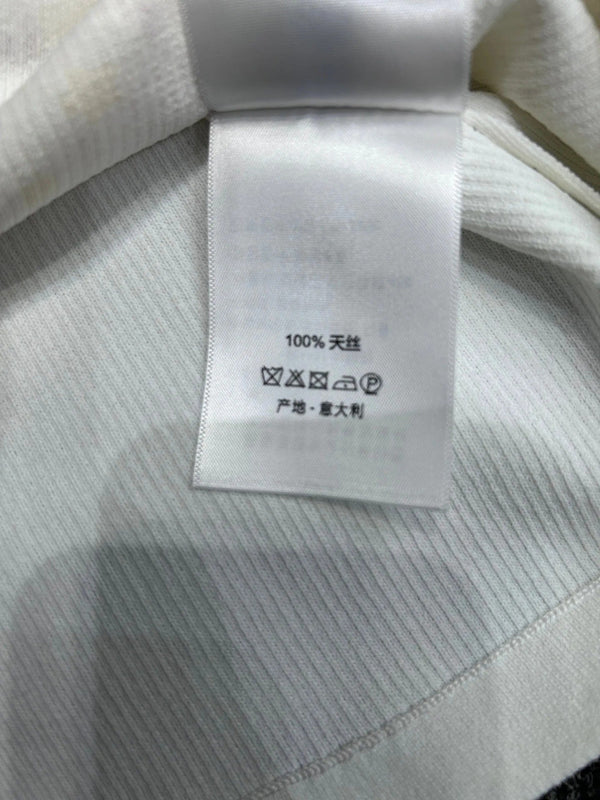 100% 天丝
产地 - 意大利